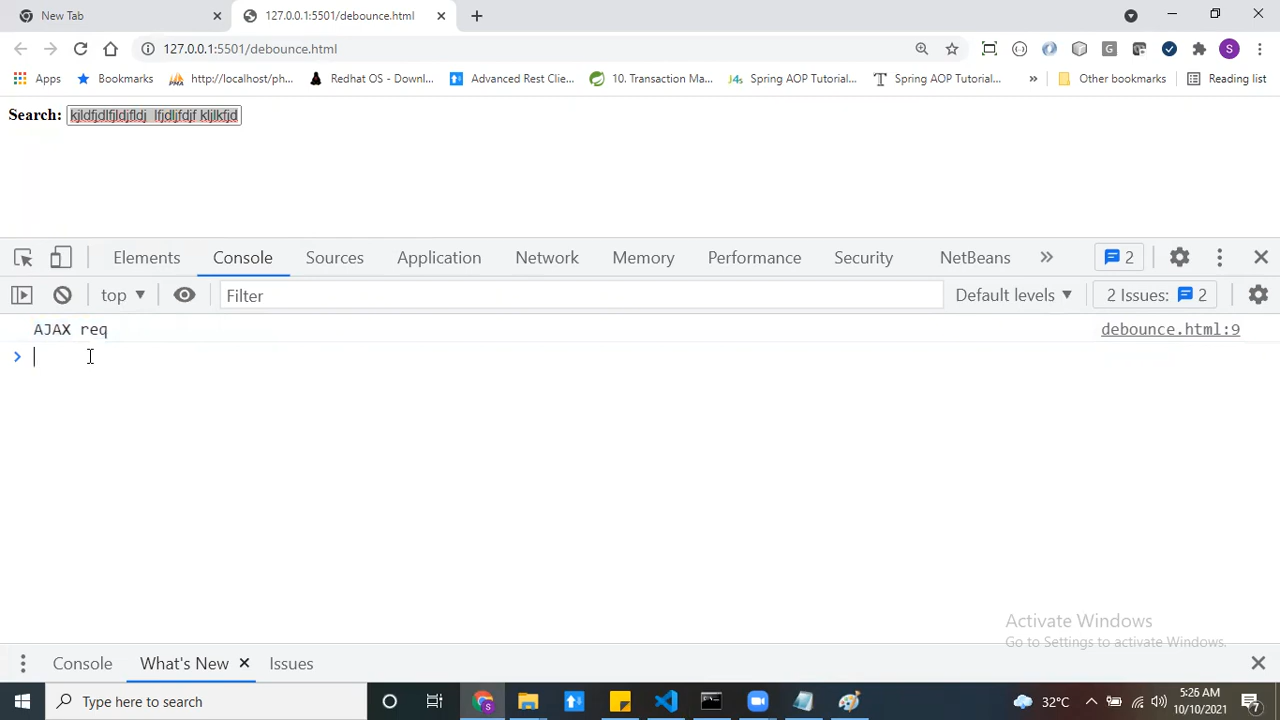 New Tab
127.0.0.1:5501/debounce.html
127.0.0.1:5501/debounce.html
S
Apps
Bookmarks
http://localhost/ph...
Redhat OS - Downl...
Advanced Rest Clie...
10. Transaction Ma...
Spring AOP Tutorial...
Spring AOP Tutorial...
»
Other bookmarks
Reading list
Search: kjldfjdlfjldjfldj lfjdljfdjf kljlkfjd
Elements
Console
Sources
Application
Network
Memory
Performance
Security
NetBeans
»
2
top
Filter
Default levels
2 Issues: 2
AJAX req
debounce.html:9
Activate Windows
Go to Settings to activate Windows.
Console
What's New
Issues
Type here to search
32°C
5:26 AM
10/10/2021
7